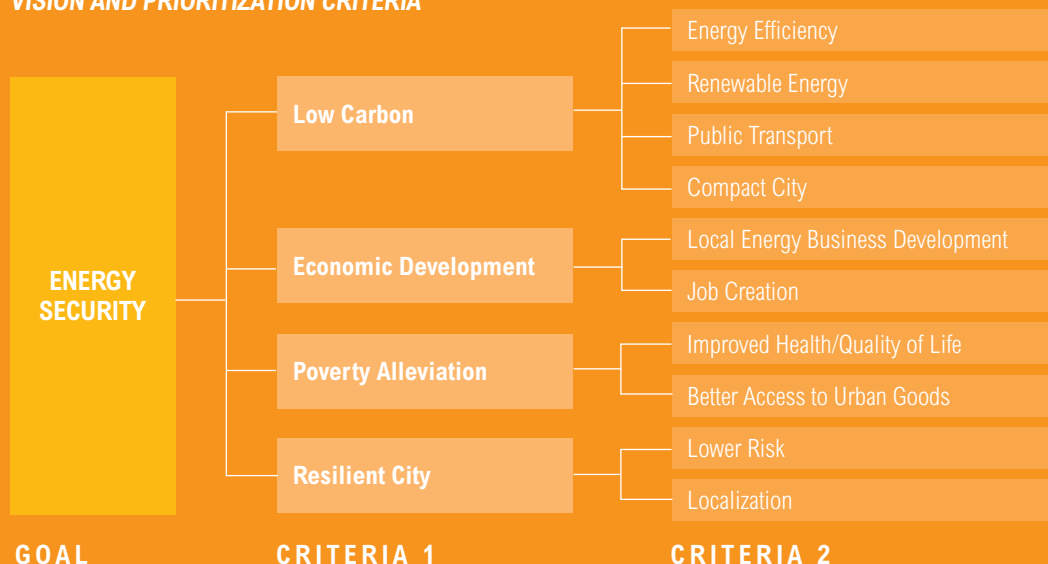 VISION AND PRIORITIZATION CRITERIA
ENERGY
SECURITY
Low Carbon
Economic Development
Poverty Alleviation
Resilient City
Energy Efficiency
Renewable Energy
Public Transport
Compact City
Local Energy Business Development
Job Creation
Improved Health/Quality of Life
Better Access to Urban Goods
Lower Risk
Localization
GOAL
CRITERIA 1
CRITERIA 2